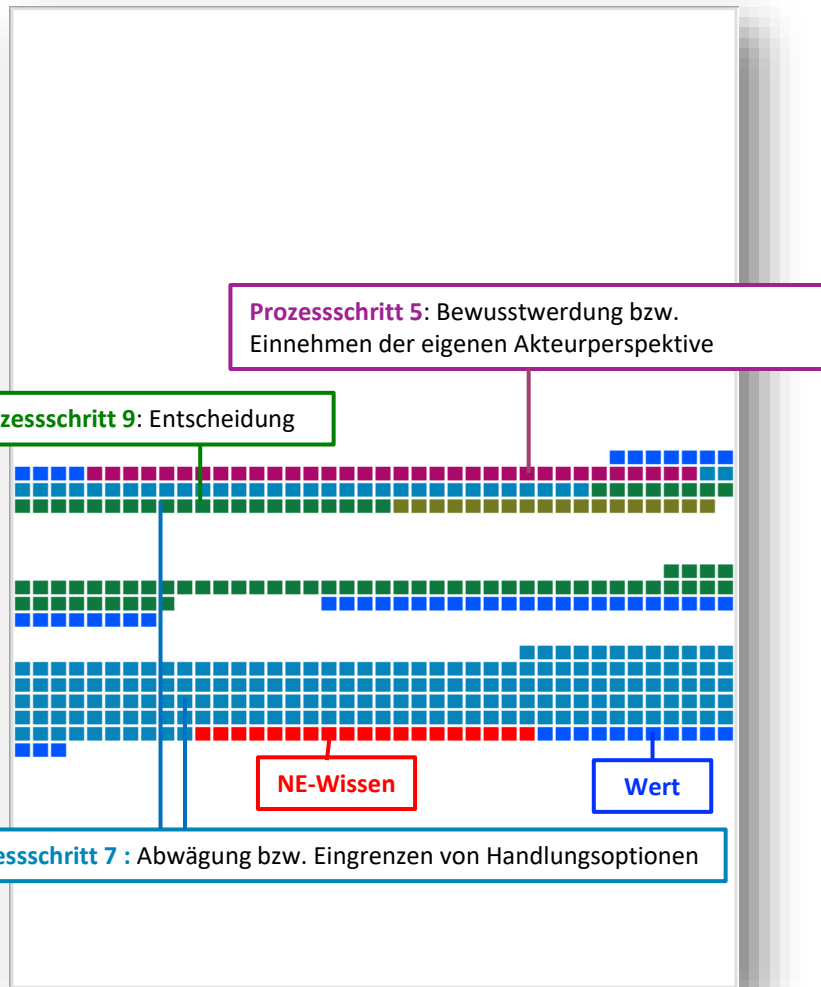 Prozessschritt 5: Bewusstwerdung bzw.
Einnehmen der eigenen Akteurperspektive
zessschritt 9: Entscheidung
NE-Wissen
Wert
essschritt 7 : Abwägung bzw. Eingrenzen von Handlungsoptionen